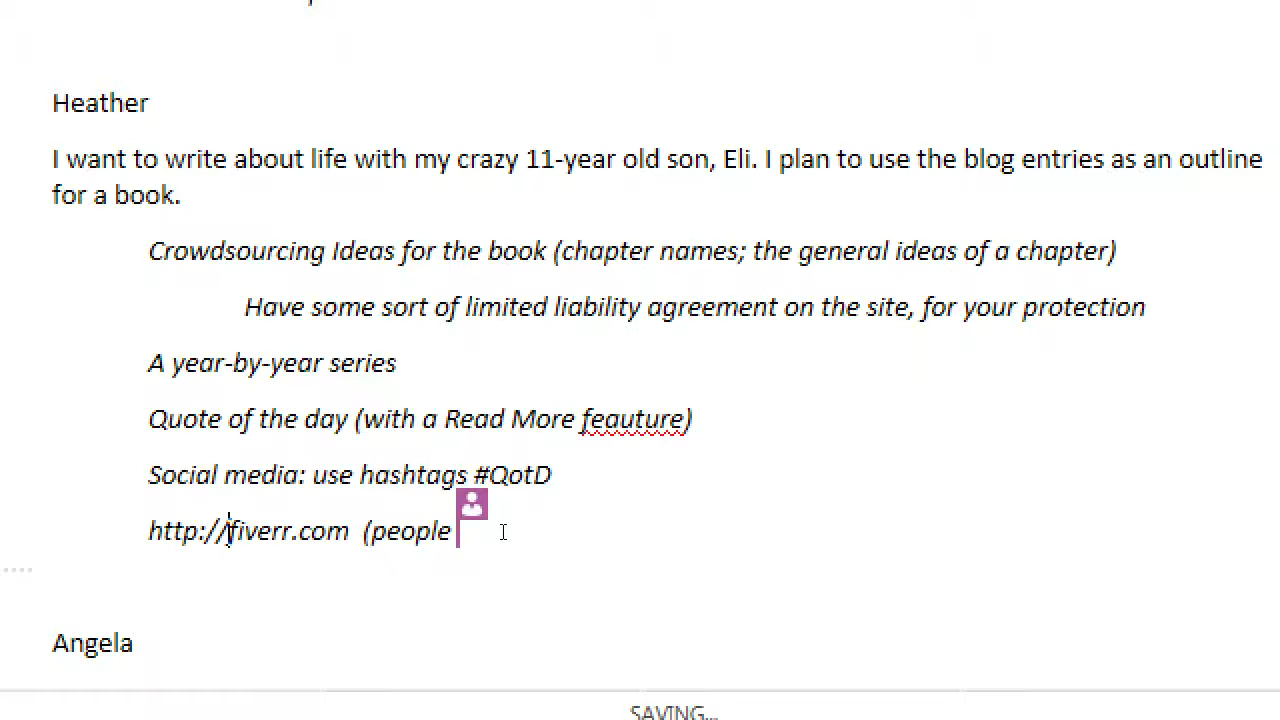 Heather
I want to write about life with my crazy 11-year old son, Eli. I plan to use the blog entries as an outline
for a book.
Crowdsourcing Ideas for the book (chapter names; the general ideas of a chapter)
Have some sort of limited liability agreement on the site, for your protection
A year-by-year series
Quote of the day (with a Read More feauture)
Social media: use hashtags #QotD
http://fiverr.com (people
Angela
SAVING...